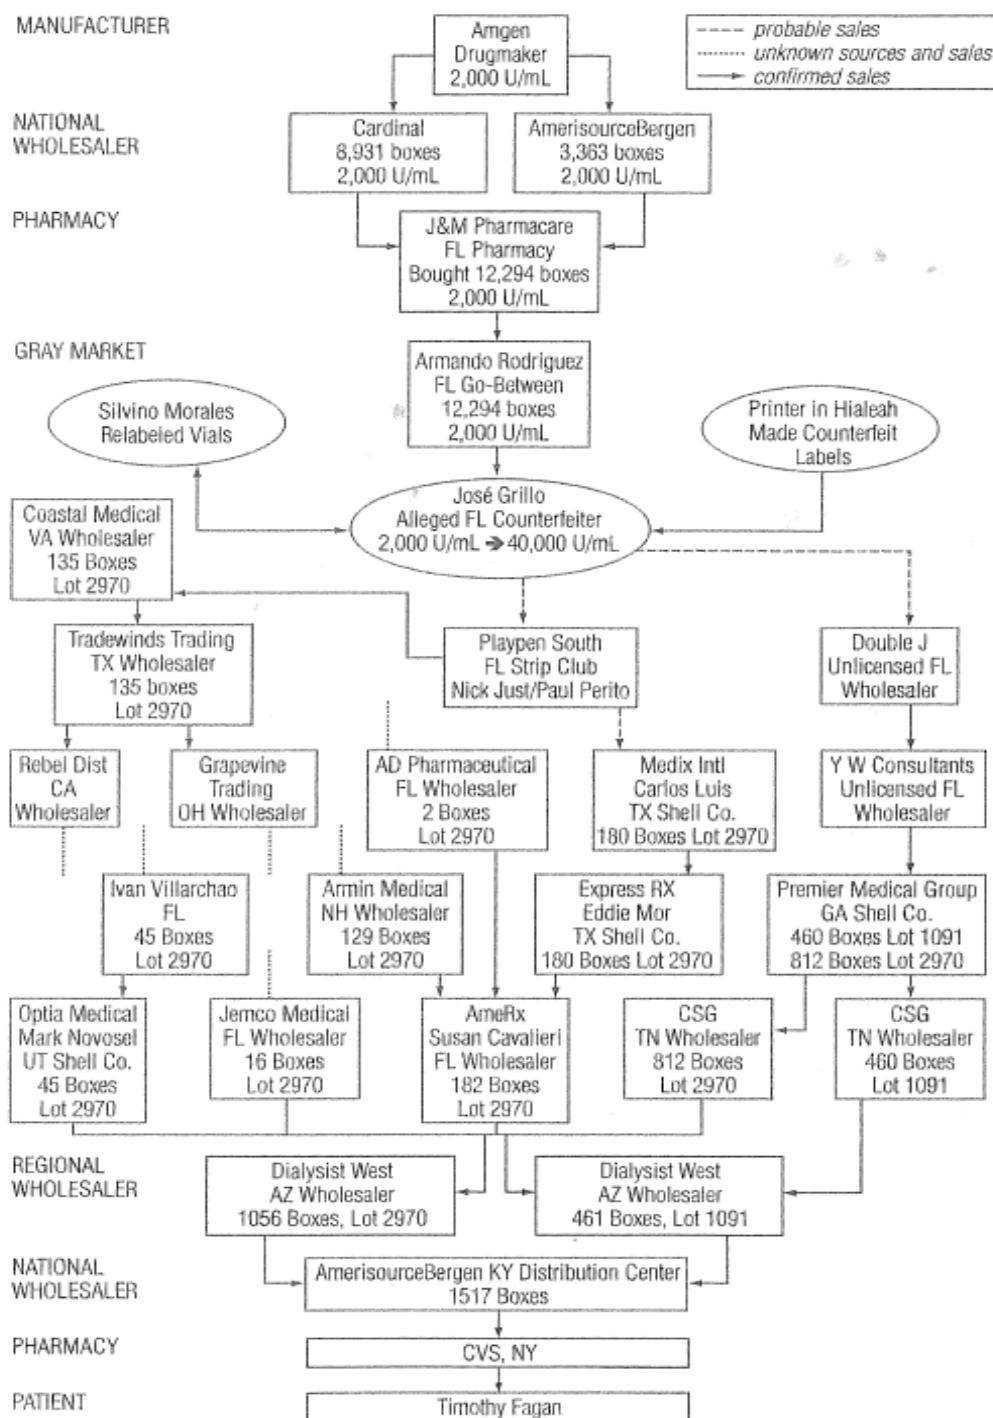 MANUFACTURER
Amgen
Drugmaker
2,000 U/mL
probable sales
unknown sources and sales
confirmed sales
NATIONAL
WHOLESALER
Cardinal
8,931 boxes
2,000 U/mL
AmerisourceBergen
3,363 boxes
2,000 U/mL
PHARMACY
J&M Pharmacare
FL Pharmacy
Bought 12,294 boxes
2,000 U/mL
GRAY MARKET
Armando Rodriguez
FL Go-Between
12,294 boxes
2,000 U/mL
Silvino Morales
Relabeled Vials
Printer in Hialeah
Made Counterfeit
Labels
José Grillo
Alleged FL Counterfeiter
2,000 U/mL ➔ 40,000 U/mL
Coastal Medical
VA Wholesaler
135 Boxes
Lot 2970
Tradewinds Trading
TX Wholesaler
135 boxes
Lot 2970
Playpen South
FL Strip Club
Nick Just/Paul Perito
Double J
Unlicensed FL
Wholesaler
Rebel Dist
CA
Wholesaler
Grapevine
Trading
OH Wholesaler
AD Pharmaceutical
FL Wholesaler
2 Boxes
Lot 2970
Medix Intl
Carlos Luis
TX Shell Co.
180 Boxes Lot 2970
Y W Consultants
Unlicensed FL
Wholesaler
Ivan Villarchao
FL
45 Boxes
Lot 2970
Armin Medical
NH Wholesaler
129 Boxes
Lot 2970
Express RX
Eddie Mor
TX Shell Co.
180 Boxes Lot 2970
Premier Medical Group
GA Shell Co.
460 Boxes Lot 1091
812 Boxes Lot 2970
Optia Medical
Mark Novosel
UT Shell Co.
45 Boxes
Lot 2970
Jemco Medical
FL Wholesaler
16 Boxes
Lot 2970
AmeRx
Susan Cavalieri
FL Wholesaler
182 Boxes
Lot 2970
CSG
TN Wholesaler
812 Boxes
Lot 2970
CSG
TN Wholesaler
460 Boxes
Lot 1091
REGIONAL
WHOLESALER
Dialysist West
AZ Wholesaler
1056 Boxes, Lot 2970
Dialysist West
AZ Wholesaler
461 Boxes, Lot 1091
NATIONAL
WHOLESALER
AmerisourceBergen KY Distribution Center
1517 Boxes
PHARMACY
CVS, NY
PATIENT
Timothy Fagan